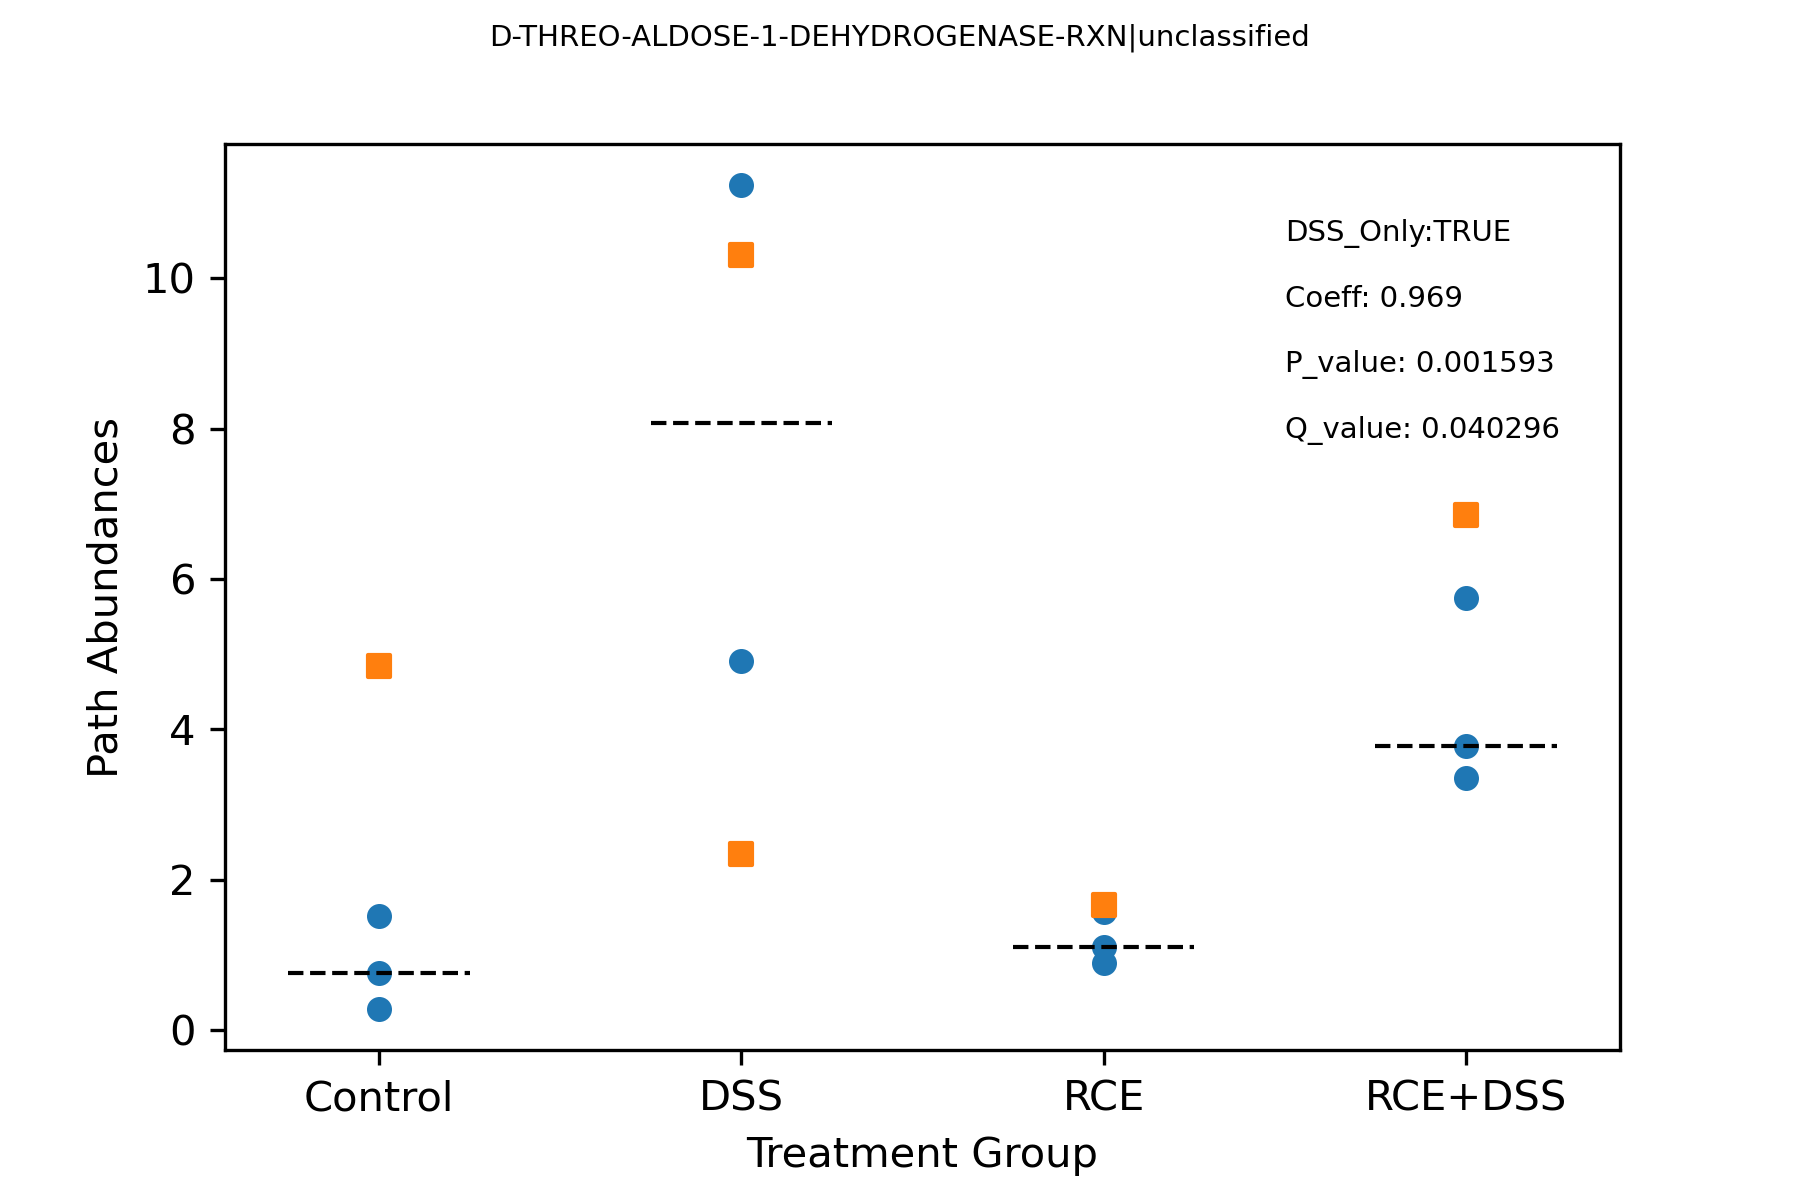 D-THREO-ALDOSE-1-DEHYDROGENASE-RXN|unclassified
DSS_Only:TRUE
Coeff: 0.969
P_value: 0.001593
Q_value: 0.040296
Path Abundances
10
8
6
4
2
0
Control DSS RCE RCE+DSS
Treatment Group